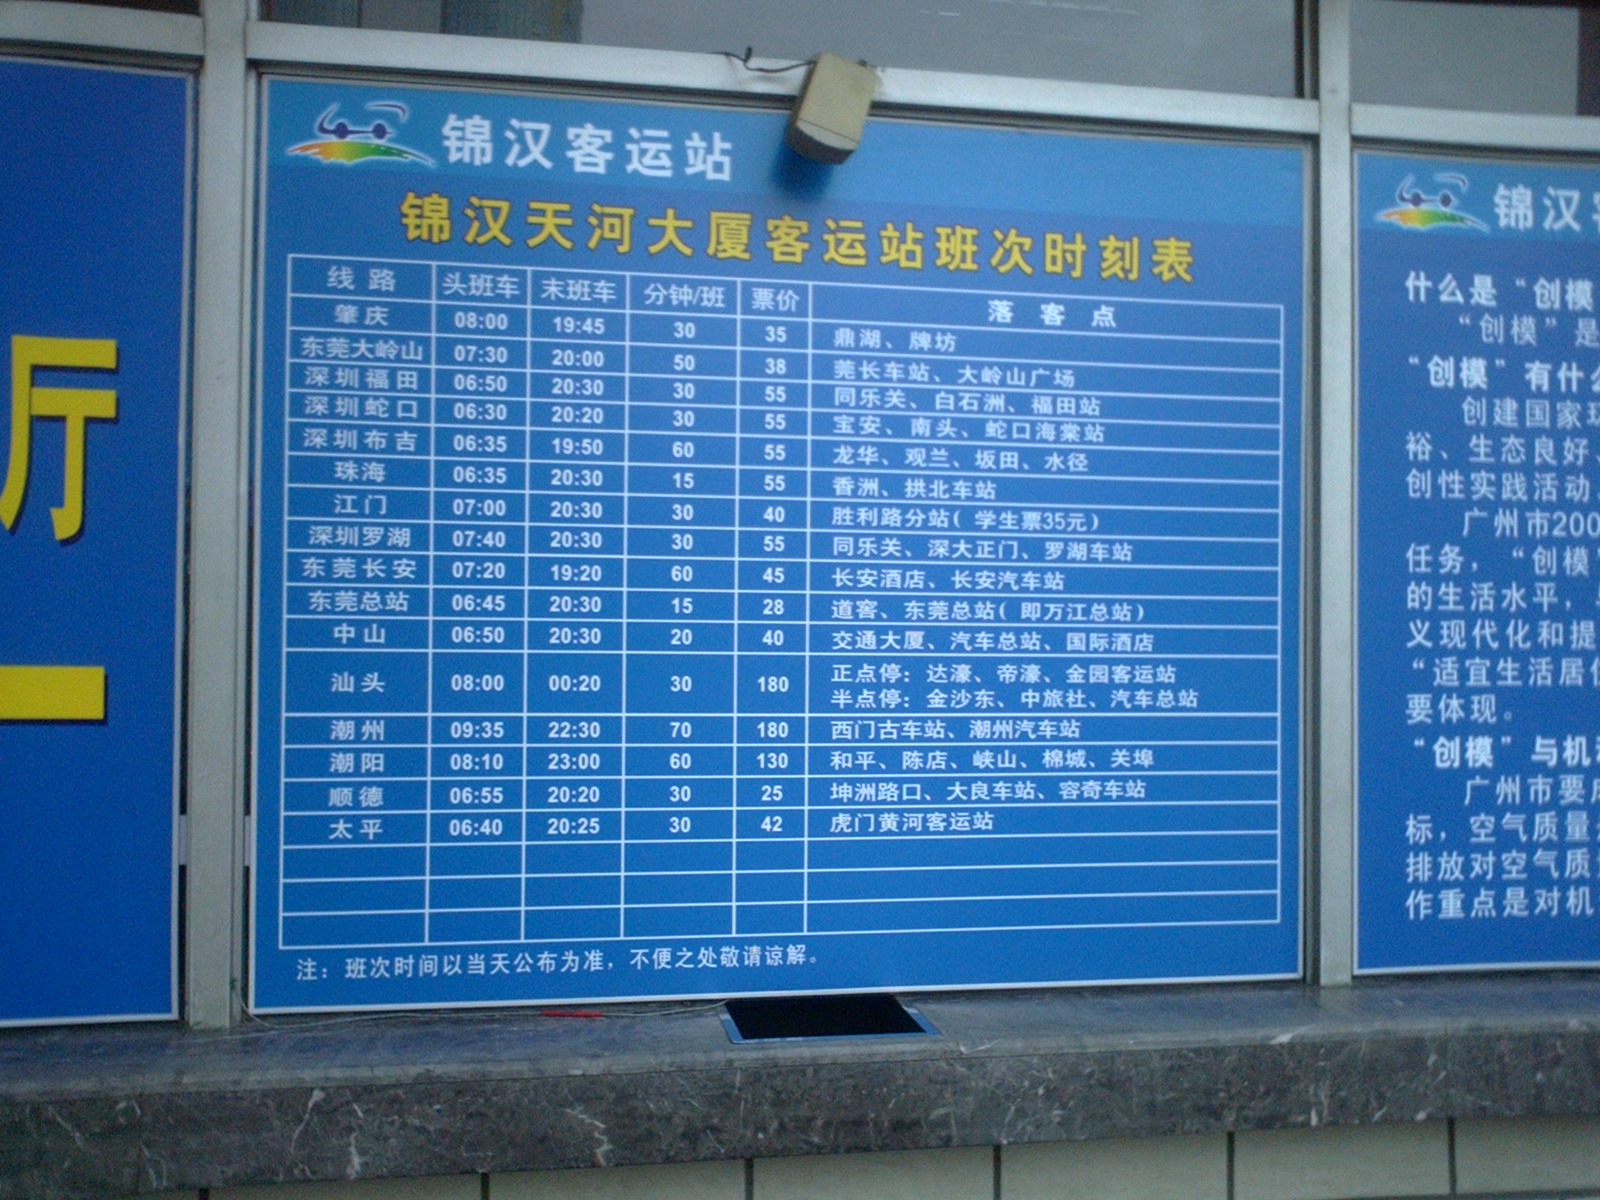 厅
一
锦汉客运站
锦汉天河大厦客运站班次时刻表
线路 头班车 末班车 分钟/班 票价 落客点
肇庆 08:00 19:45 30 35 鼎湖、牌坊
东莞大岭山 07:30 20:00 50 38 莞长车站、大岭山广场
深圳福田 06:50 20:30 30 55 同乐关、白石洲、福田站
深圳蛇口 06:30 20:20 30 55 宝安、南头、蛇口海棠站
深圳布吉 06:35 19:50 60 55 龙华、观兰、坂田、水径
珠海 06:35 20:30 15 55 香洲、拱北车站
江门 07:00 20:30 30 40 胜利路分站(学生票35元)
深圳罗湖 07:40 20:30 30 55 同乐关、深大正门、罗湖车站
东莞长安 07:20 19:20 60 45 长安酒店、长安汽车站
东莞总站 06:45 20:30 15 28 道窖、东莞总站(即万江总站)
中山 06:50 20:30 20 40 交通大厦、汽车总站、国际酒店
汕头 08:00 00:20 30 180 正点停：达濠、帝濠、金园客运站
半点停：金沙东、中旅社、汽车总站
潮州 09:35 22:30 70 180 西门古车站、潮州汽车站
潮阳 08:10 23:00 60 130 和平、陈店、峡山、棉城、关埠
顺德 06:55 20:20 30 25 坤洲路口、大良车站、容奇车站
太平 06:40 20:25 30 42 虎门黄河客运站
注：班次时间以当天公布为准，不便之处敬请谅解。
锦汉
什么是“创模
“创模”是
“创模”有什么
创建国家环
裕、生态良好、
创性实践活动
广州市200
任务，“创模
的生活水平，
义现代化和提
“适宜生活居住
要体现。
“创模”与机
广州市要
标，空气质量
排放对空气质
作重点是对机